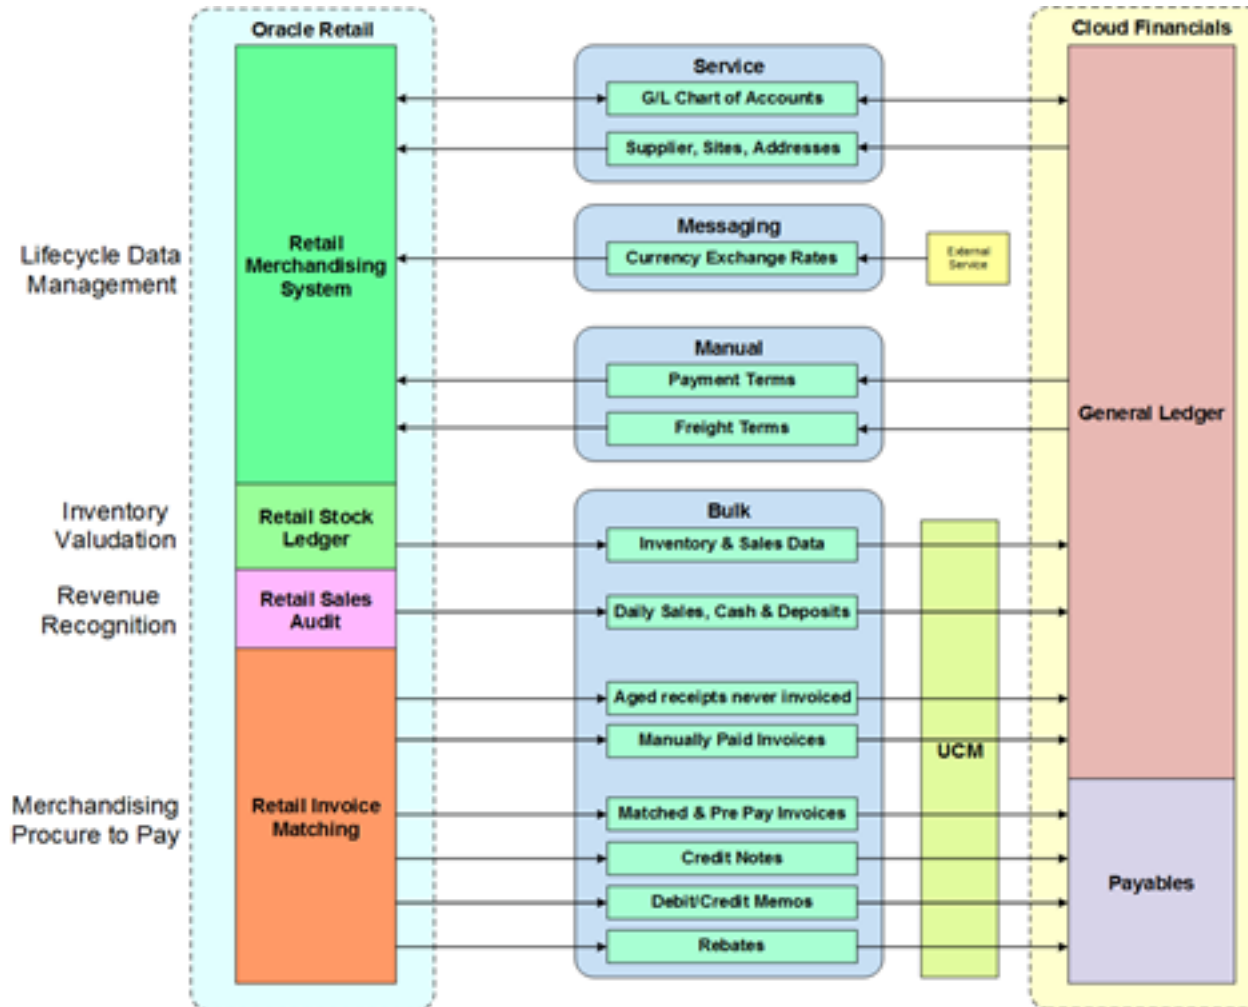 Oracle Retail
Cloud Financials
Service
G/L Chart of Accounts
Supplier, Sites, Addresses
Messaging
Currency Exchange Rates
External
Service
Lifecycle Data
Management
Retail
Merchandising
System
Manual
Payment Terms
Freight Terms
General Ledger
Inventory
Valudation
Retail Stock
Ledger
Bulk
Inventory & Sales Data
Revenue
Recognition
Retail Sales
Audit
Daily Sales, Cash & Deposits
Aged receipts never invoiced
Manually Paid Invoices
UCM
Merchandising
Procure to Pay
Retail Invoice
Matching
Matched & Pre Pay Invoices
Credit Notes
Debit/Credit Memos
Rebates
Payables